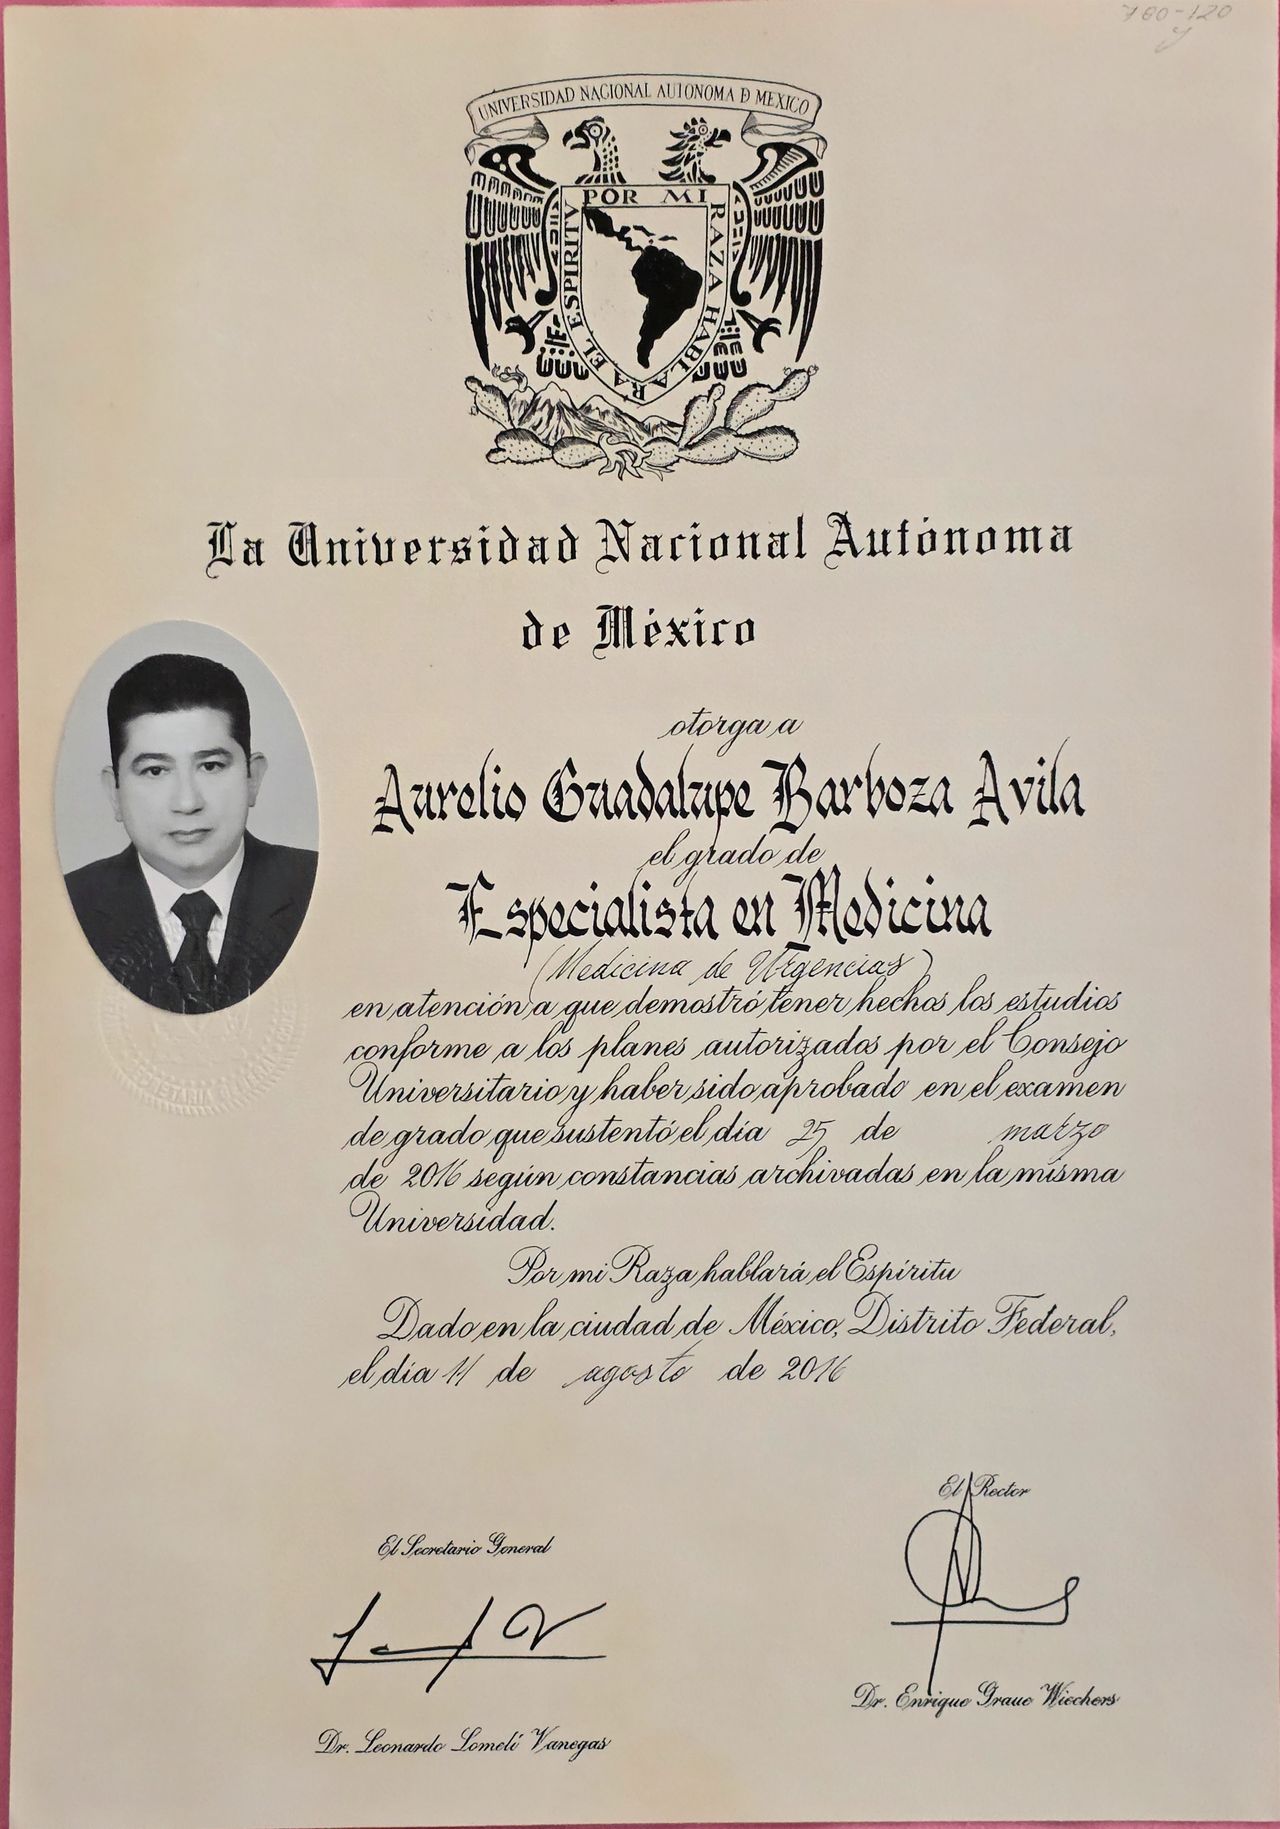 780-120
UNIVERSIDAD NACIONAL AUTONOMA D MEXICO
POR MI RAZA HABLARA EL ESPIRITV
La Universidad Nacional Autónoma
de México
otorga a
Aurelio Guadalupe Barboza Avila
el grado de
Especialista en Medicina
(Medicina de Urgencias)
en atención a que demostró tener hechos los estudios
conforme a los planes autorizados por el Consejo
Universitario y haber sido aprobado en el examen
de grado que sustentó el día 25 de marzo
de 2016 según constancias archivadas en la misma
Universidad.
Por mi Raza hablará el Espíritu
Dado en la ciudad de México, Distrito Federal,
el día 11 de agosto de 2016
El Rector
El Secretario General
Dr. Enrique Graue Wiechers
Dr. Leonardo Lomelí Vanegas